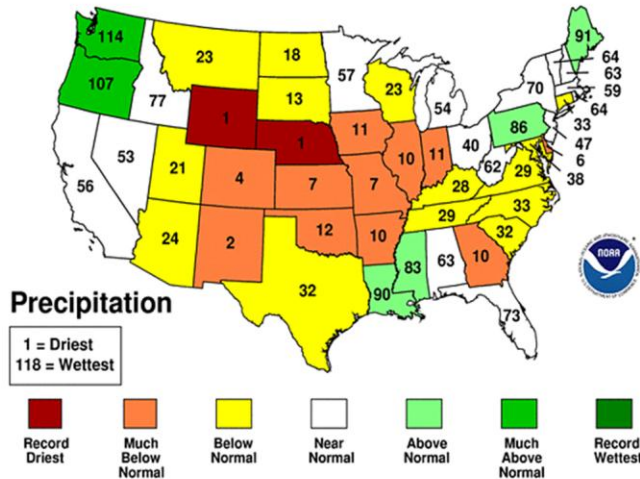 114
91
23
18
57
64
63
107
59
70
77
1
13
23
54
64
33
86
47
1
11
40
6
53
21
10
11
62
29
38
56
4
7
7
28
33
29
24
2
12
10
32
10
83
63
32
90
73
NOAA
Precipitation
1 = Driest
118 = Wettest
Record
Driest
Much
Below
Normal
Below
Normal
Near
Normal
Above
Normal
Much
Above
Normal
Record
Wettest